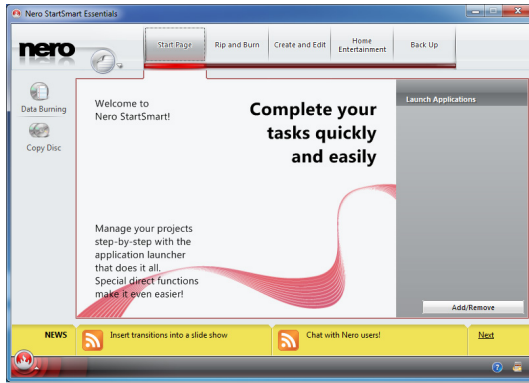 Nero StartSmart Essentials
nero
Start Page
Rip and Burn
Create and Edit
Home
Entertainment
Back Up
Data Burning
Copy Disc
Welcome to
Nero StartSmart!
Complete your
tasks quickly
and easily
Manage your projects
step-by-step with the
application launcher
that does it all.
Special direct functions
make it even easier!
Launch Applications
Add/Remove
NEWS
Insert transitions into a slide show
Chat with Nero users!
Next